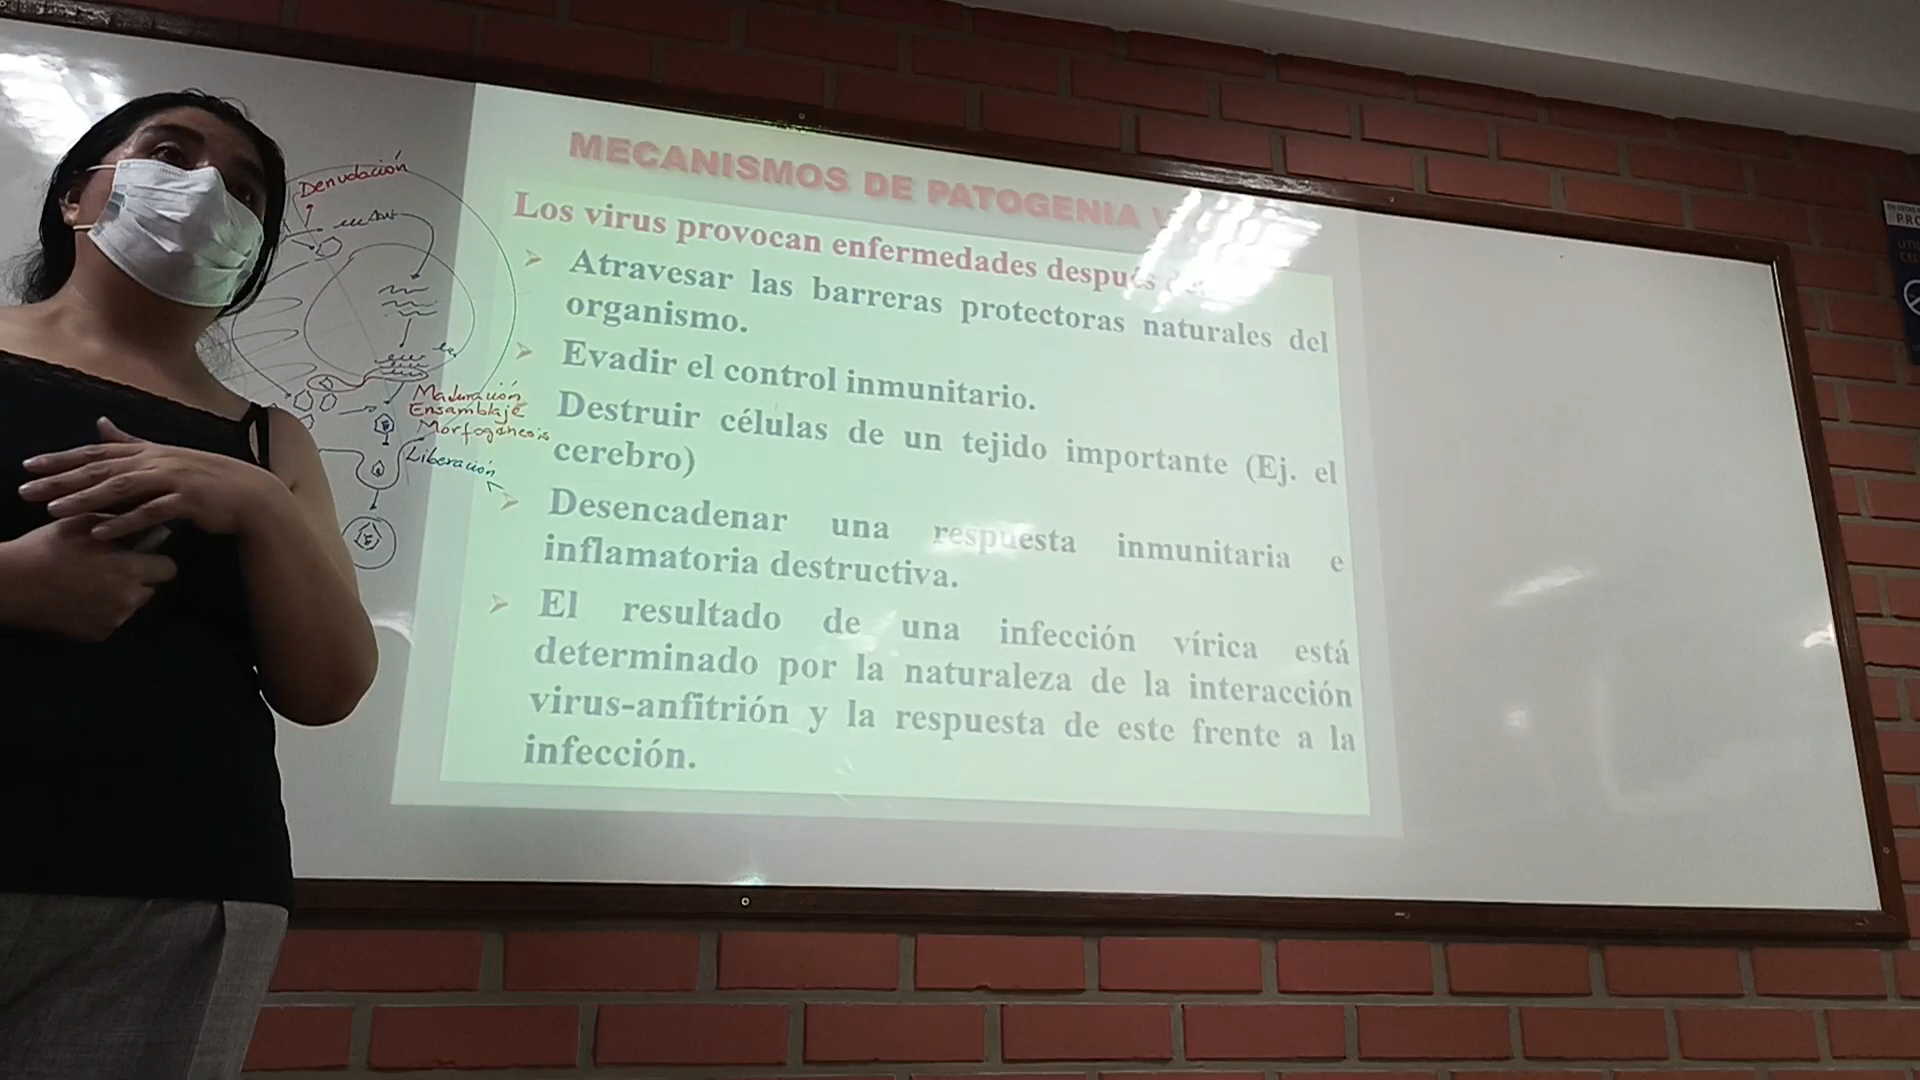 MECANISMOS DE PATOGENIA
Los virus provocan enfermedades después
Atravesar las barreras protectoras naturales del
organismo.
Evadir el control inmunitario.
Destruir células de un tejido importante (Ej. el
cerebro)
Desencadenar una respuesta inmunitaria e
inflamatoria destructiva.
El resultado de una infección vírica está
determinado por la naturaleza de la interacción
virus-anfitrión y la respuesta de este frente a la
infección.
Denudación
Maduración
Ensamblaje
Morfogénesis
Liberación